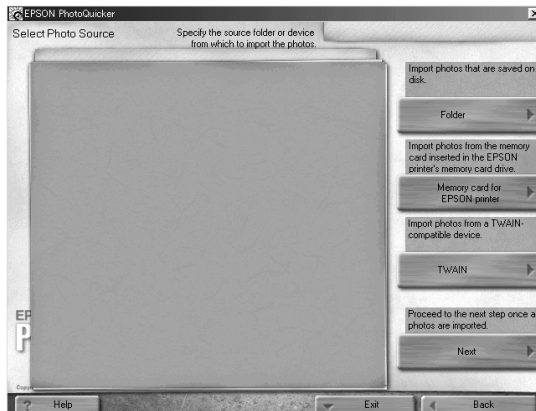 EPSON PhotoQuicker
Select Photo Source
Specify the source folder or device
from which to import the photos.
Import photos that are saved on
disk.
Folder
Import photos from the memory
card inserted in the EPSON
printer's memory card drive.
Memory card for
EPSON printer
Import photos from a TWAIN-
compatible device.
TWAIN
Proceed to the next step once a
photos are imported.
Next
EP
P
? Help
Exit
Back